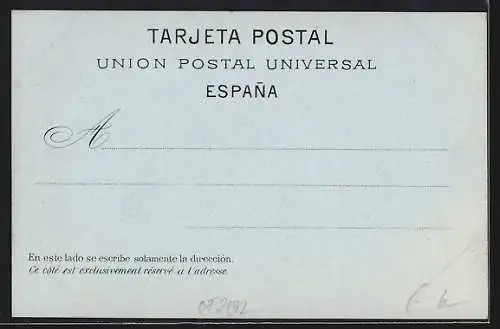 TARJETA POSTAL
UNION POSTAL UNIVERSAL
ESPAÑA
A
En este lado se escribe solamente la dirección.
Ce côté est exclusivement réservé a l'adresse.